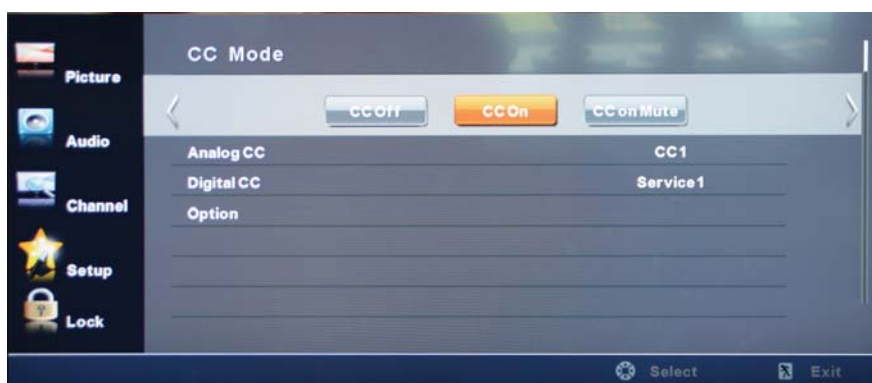 CC Mode
Picture
CC Off CC On CC on Mute
Audio
Analog CC CC1
Digital CC Service1
Channel
Option
Setup
Lock
Select Exit